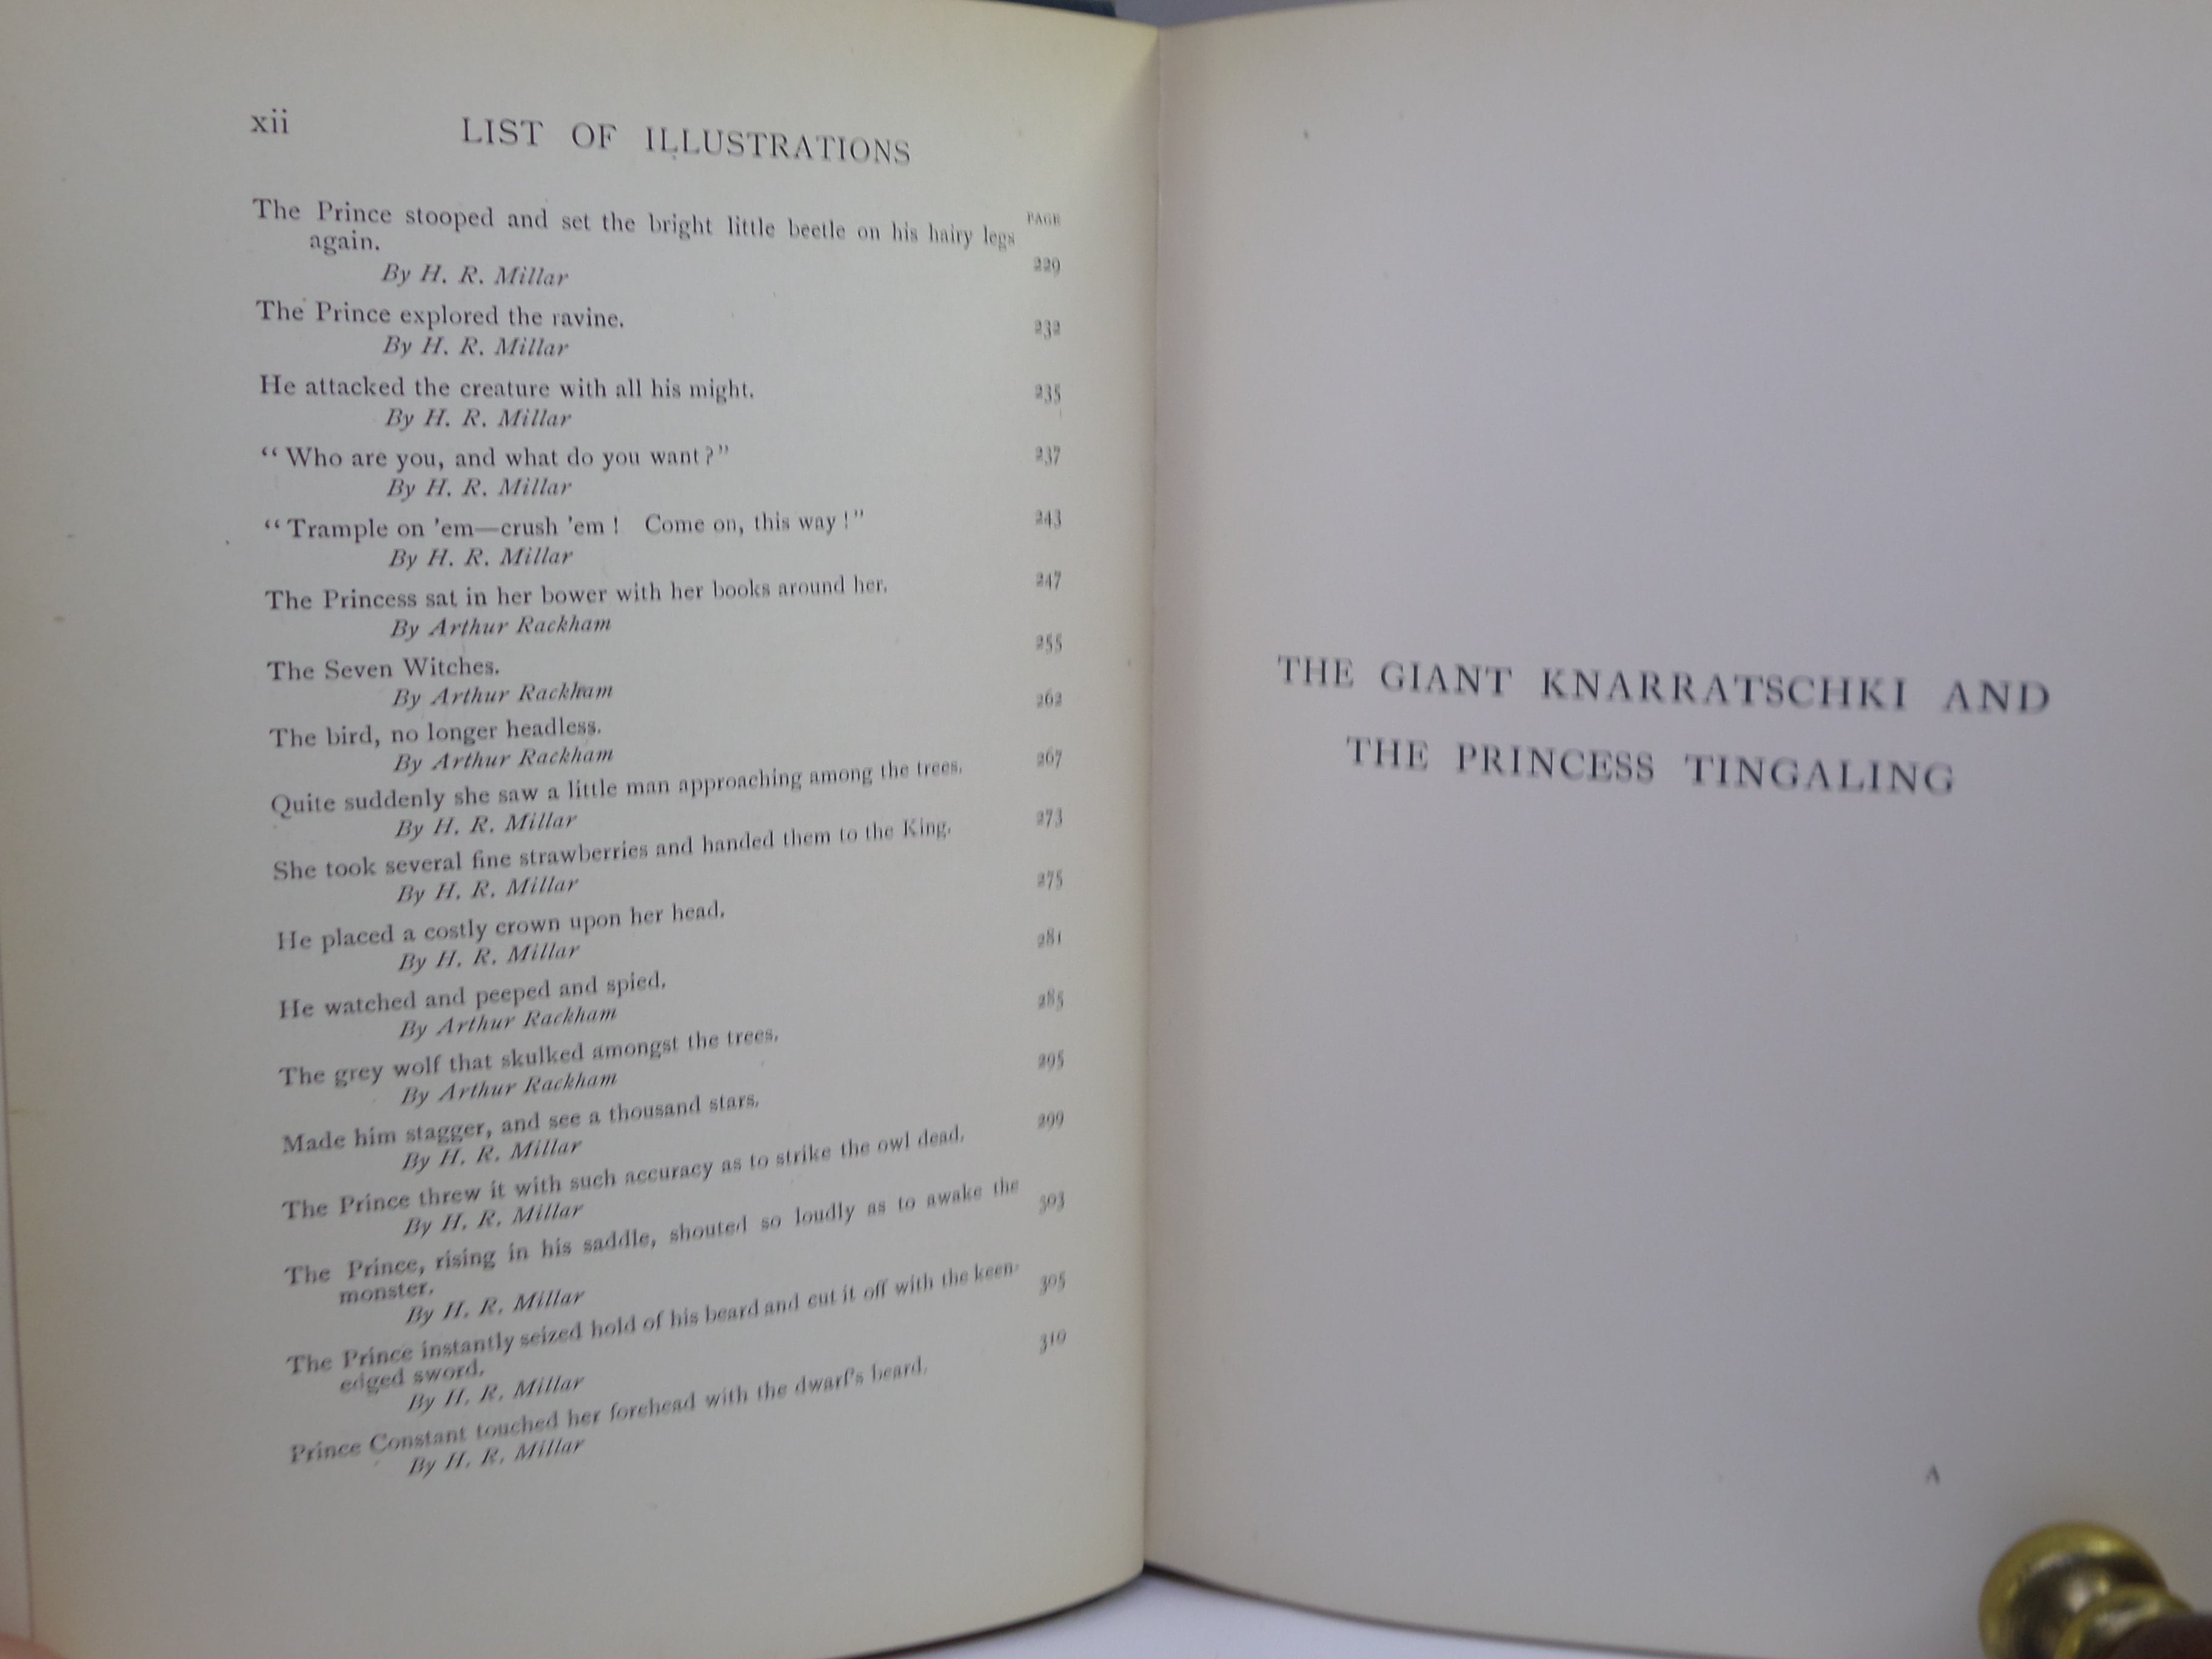 xii LIST OF ILLUSTRATIONS
PAGE
The Prince stooped and set the bright little beetle on his hairy legs
again. 229
By H. R. Millar
The Prince explored the ravine. 232
By H. R. Millar
He attacked the creature with all his might. 235
By H. R. Millar
“Who are you, and what do you want?” 237
By H. R. Millar
“Trample on ’em—crush ’em! Come on, this way!” 243
By H. R. Millar
The Princess sat in her bower with her books around her. 247
By Arthur Rackham
The Seven Witches. 255
By Arthur Rackham
The bird, no longer headless. 262
By Arthur Rackham
Quite suddenly she saw a little man approaching among the trees. 267
By H. R. Millar
She took several fine strawberries and handed them to the King. 273
By H. R. Millar
He placed a costly crown upon her head. 275
By H. R. Millar
He watched and peeped and spied. 281
By Arthur Rackham
The grey wolf that skulked amongst the trees. 285
By Arthur Rackham
Made him stagger, and see a thousand stars. 295
By H. R. Millar
The Prince threw it with such accuracy as to strike the owl dead. 299
By H. R. Millar
The Prince, rising in his saddle, shouted so loudly as to awake the
monster. 303
By H. R. Millar
The Prince instantly seized hold of his beard and cut it off with the keen-
edged sword. 305
By H. R. Millar
Prince Constant touched her forehead with the dwarf’s beard. 310
By H. R. Millar
THE GIANT KNARRATSCHKI AND
THE PRINCESS TINGALING
A